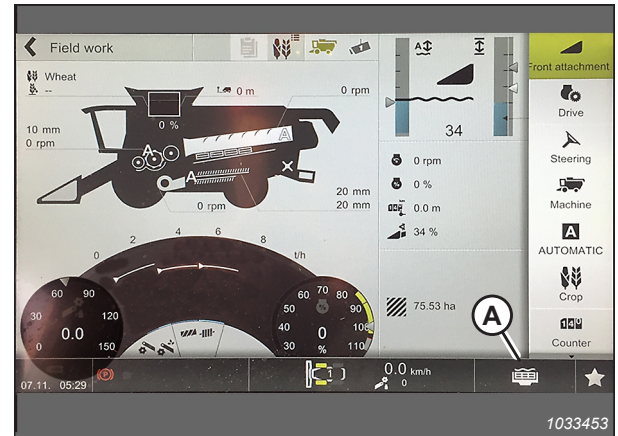 Field work
Front attachment
Wheat
--
0 m
0 rpm
0 %
A
10 mm
0 rpm
A
A
0 rpm
20 mm
20 mm
A
34
0 rpm
0 %
0.0 m
34 %
75.53 ha
Drive
Steering
Machine
A
AUTOMATIC
Crop
Counter
0
2
4
6
8
t/h
0
30
60
90
120
150
0.0
30
40
50
60
70
80
90
100
110
0
%
A
07.11. 05:29
(P)
1
0.0 km/h
0
1033453